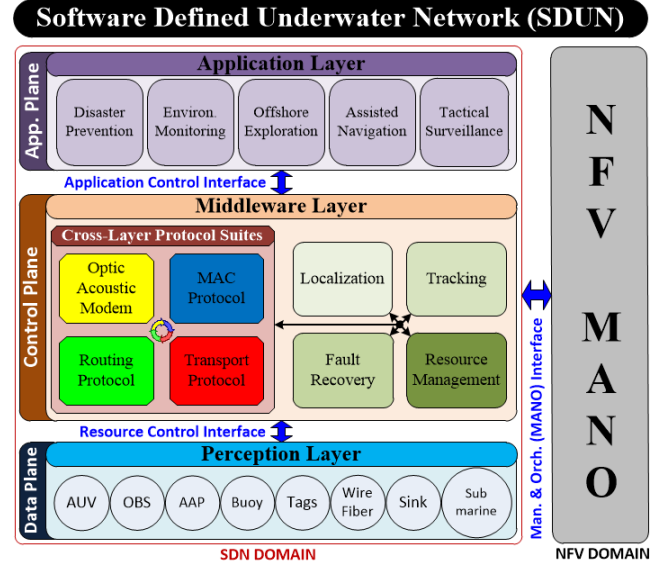 Software Defined Underwater Network (SDUN)
App. Plane
Application Layer
Disaster
Prevention
Environ.
Monitoring
Offshore
Exploration
Assisted
Navigation
Tactical
Surveillance
Application Control Interface
Control Plane
Middleware Layer
Cross-Layer Protocol Suites
Optic
Acoustic
Modem
MAC
Protocol
Routing
Protocol
Transport
Protocol
Localization
Tracking
Fault
Recovery
Resource
Management
Resource Control Interface
Data Plane
Perception Layer
AUV
OBS
AAP
Buoy
Tags
Wire
Fiber
Sink
Sub
marine
SDN DOMAIN
Man. & Orch. (MANO) Interface
NFV MANO
NFV DOMAIN